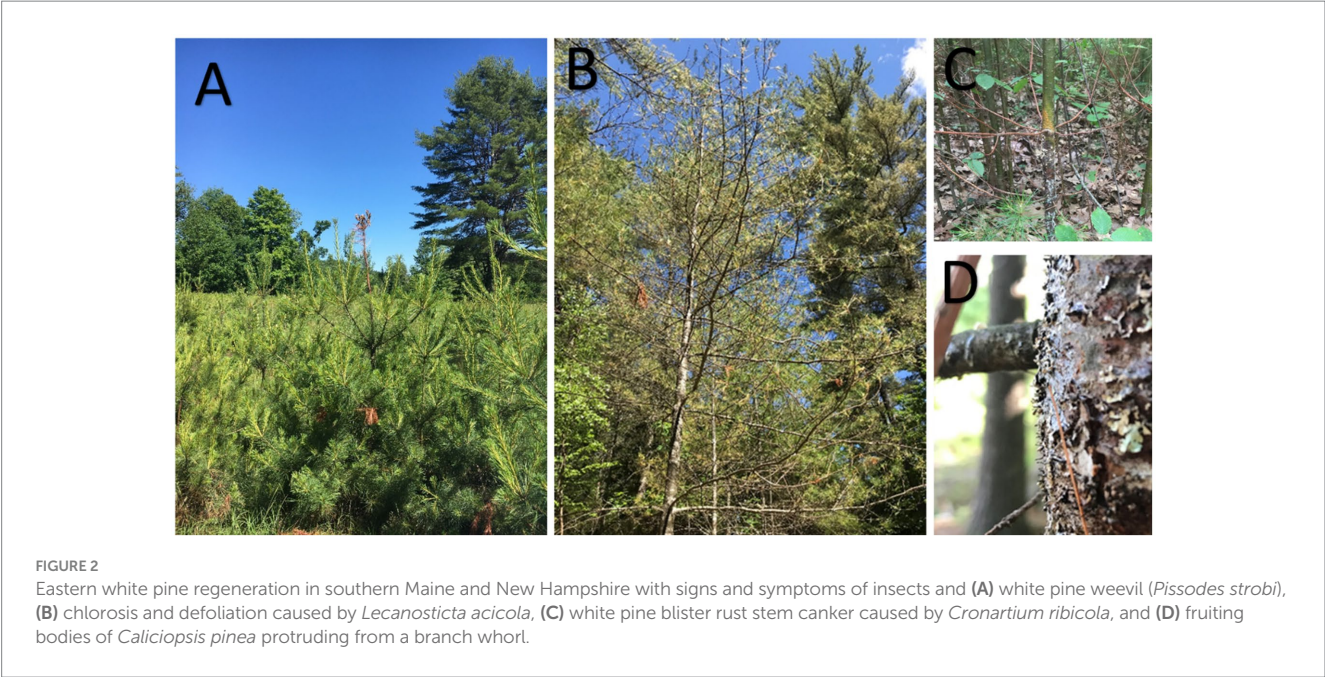 A
B
C
D
FIGURE 2
Eastern white pine regeneration in southern Maine and New Hampshire with signs and symptoms of insects and (A) white pine weevil (Pissodes strobi),
(B) chlorosis and defoliation caused by Lecanosticta acicola, (C) white pine blister rust stem canker caused by Cronartium ribicola, and (D) fruiting
bodies of Caliciopsis pinea protruding from a branch whorl.